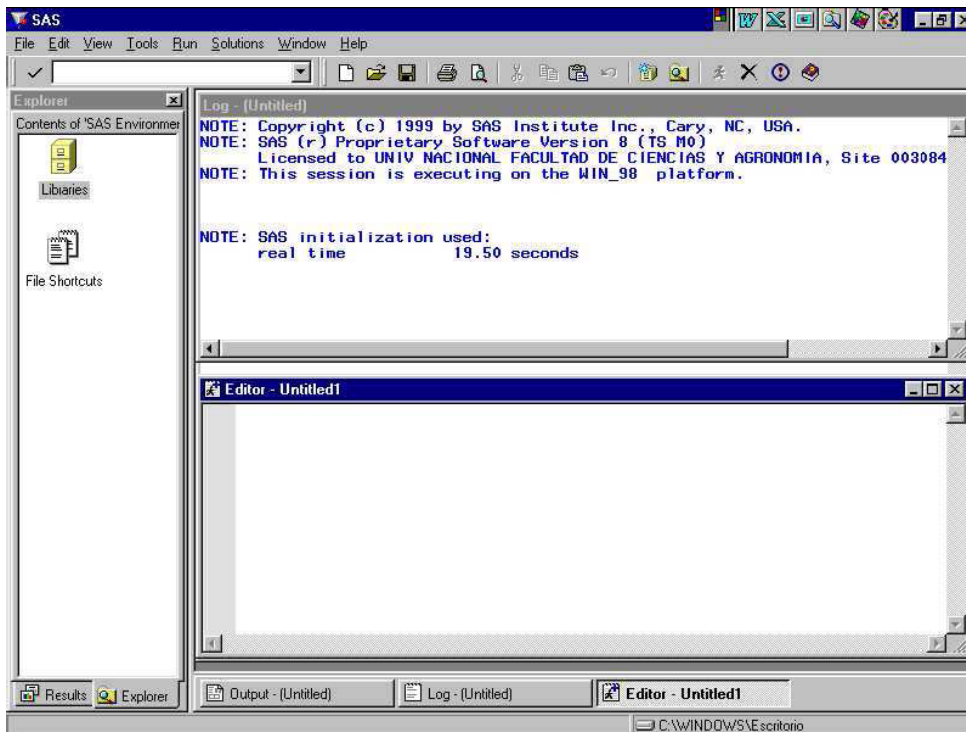 SAS
File Edit View Tools Run Solutions Window Help
Explorer
Contents of 'SAS Environmer
Libraries
File Shortcuts
Results Explorer
Log - (Untitled)
NOTE: Copyright (c) 1999 by SAS Institute Inc., Cary, NC, USA.
NOTE: SAS (r) Proprietary Software Version 8 (TS M0)
Licensed to UNIV NACIONAL FACULTAD DE CIENCIAS Y AGRONOMIA, Site 003084
NOTE: This session is executing on the WIN_98 platform.
NOTE: SAS initialization used:
real time 19.50 seconds
Editor - Untitled1
Output - (Untitled) Log - (Untitled) Editor - Untitled1
C:\WINDOWS\Escritorio